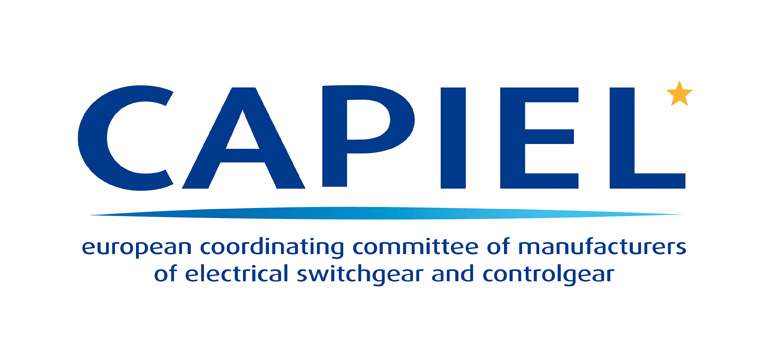 CAPIEL
european coordinating committee of manufacturers
of electrical switchgear and controlgear